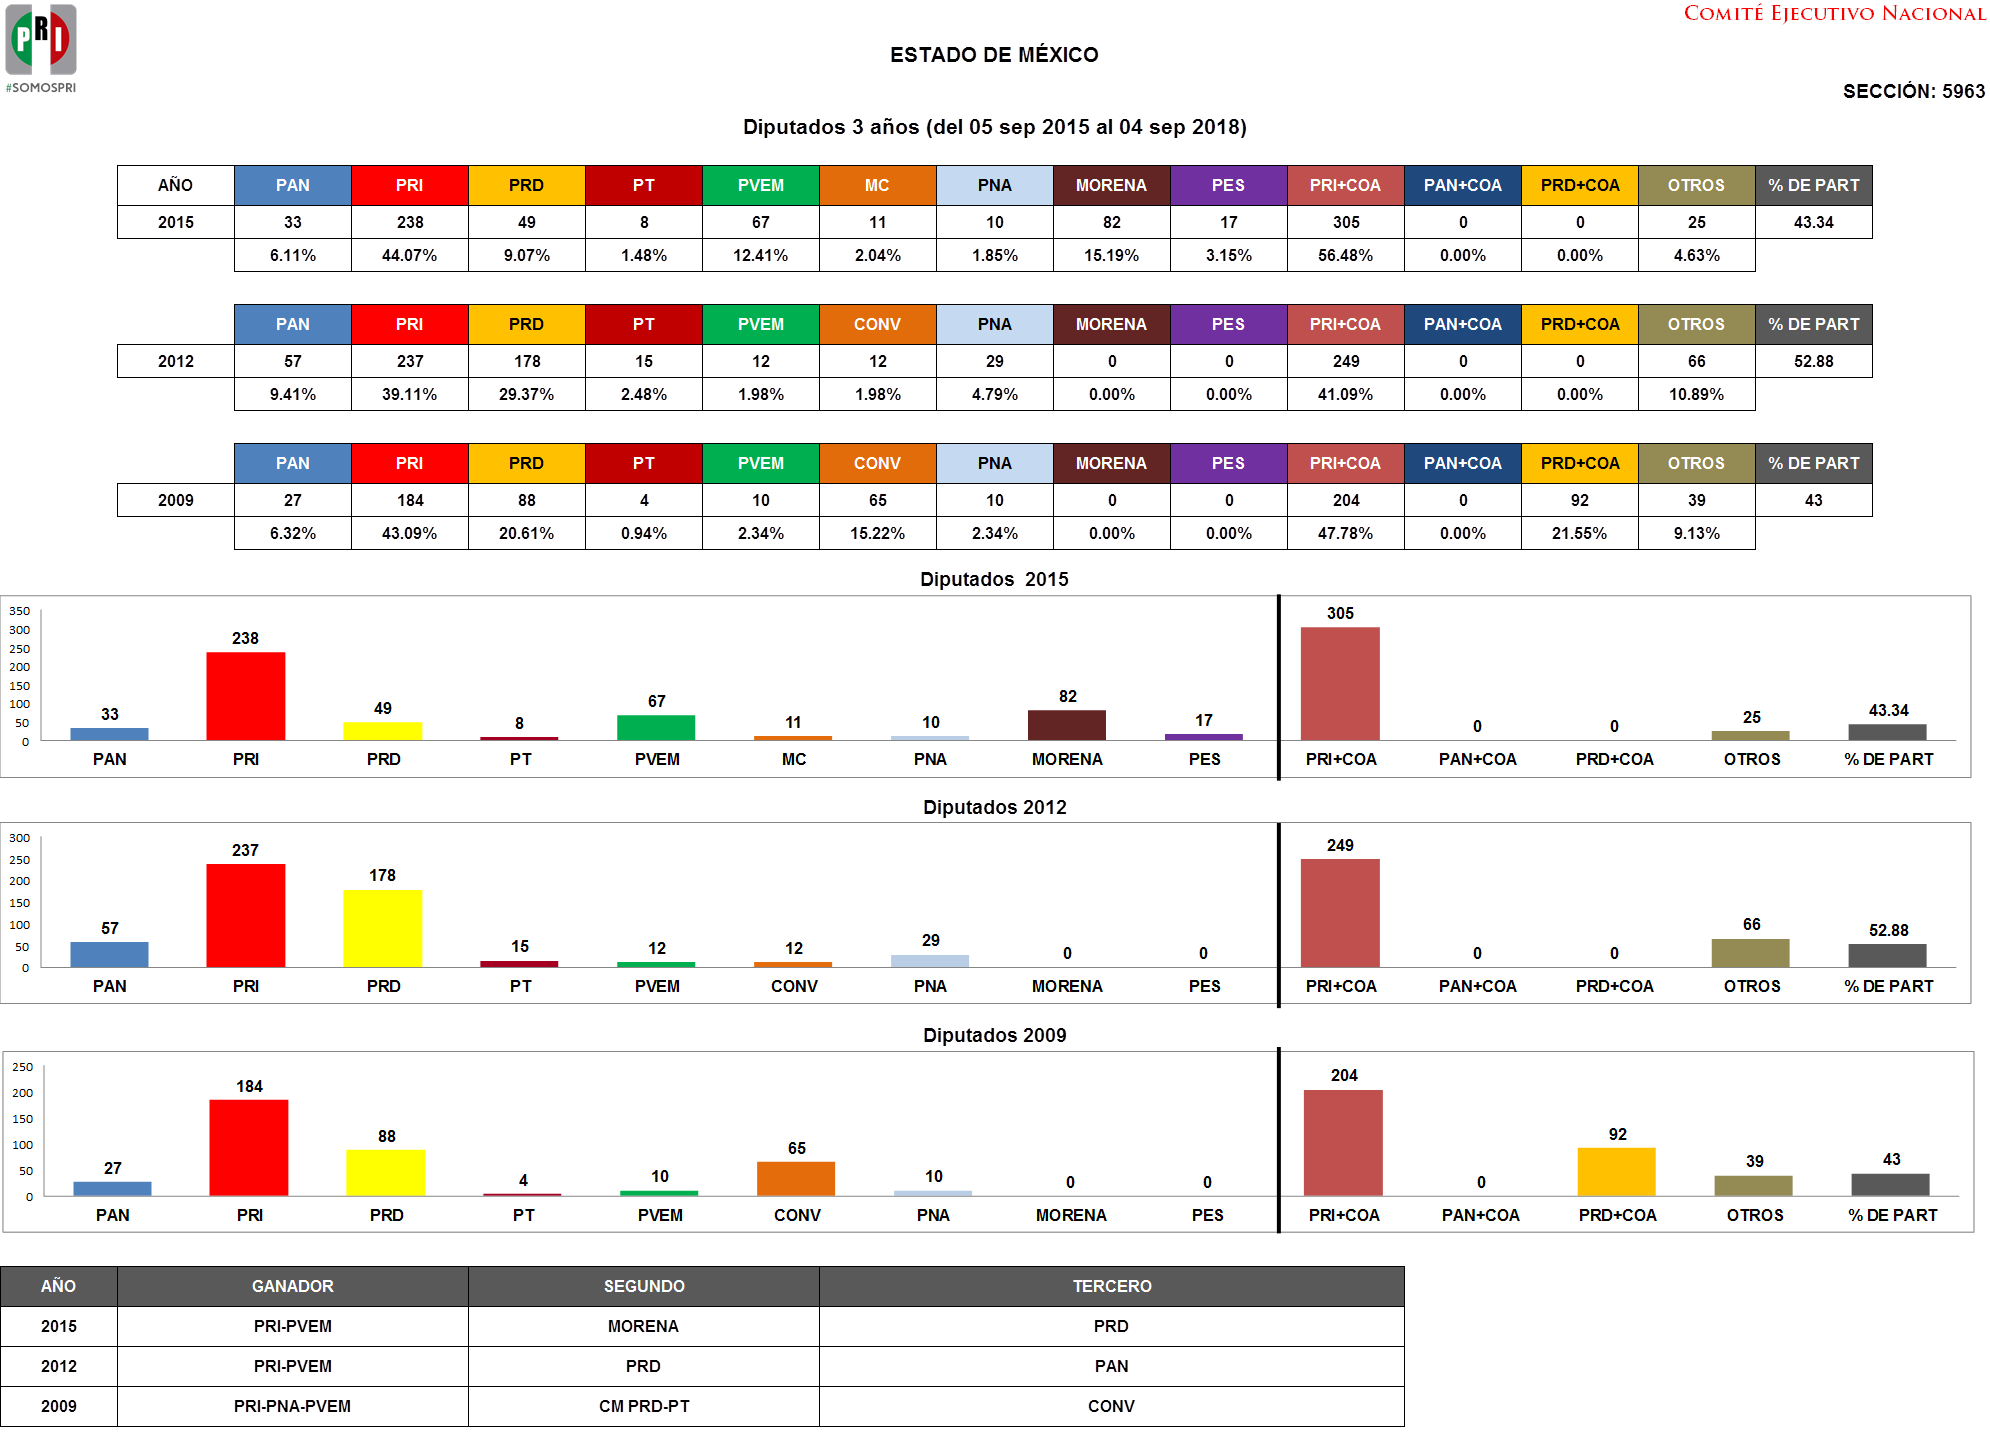 PRI
#SOMOSPRI
COMITÉ EJECUTIVO NACIONAL
ESTADO DE MÉXICO
SECCIÓN: 5963
Diputados 3 años (del 05 sep 2015 al 04 sep 2018)
AÑO PAN PRI PRD PT PVEM MC PNA MORENA PES PRI+COA PAN+COA PRD+COA OTROS % DE PART
2015 33 238 49 8 67 11 10 82 17 305 0 0 25 43.34
6.11% 44.07% 9.07% 1.48% 12.41% 2.04% 1.85% 15.19% 3.15% 56.48% 0.00% 0.00% 4.63%
PAN PRI PRD PT PVEM CONV PNA MORENA PES PRI+COA PAN+COA PRD+COA OTROS % DE PART
2012 57 237 178 15 12 12 29 0 0 249 0 0 66 52.88
9.41% 39.11% 29.37% 2.48% 1.98% 1.98% 4.79% 0.00% 0.00% 41.09% 0.00% 0.00% 10.89%
PAN PRI PRD PT PVEM CONV PNA MORENA PES PRI+COA PAN+COA PRD+COA OTROS % DE PART
2009 27 184 88 4 10 65 10 0 0 204 0 92 39 43
6.32% 43.09% 20.61% 0.94% 2.34% 15.22% 2.34% 0.00% 0.00% 47.78% 0.00% 21.55% 9.13%
Diputados 2015
350
300
250
200
150
100
50
0
33 238 49 8 67 11 10 82 17 305 0 0 25 43.34
PAN PRI PRD PT PVEM MC PNA MORENA PES PRI+COA PAN+COA PRD+COA OTROS % DE PART
Diputados 2012
300
250
200
150
100
50
0
57 237 178 15 12 12 29 0 0 249 0 0 66 52.88
PAN PRI PRD PT PVEM CONV PNA MORENA PES PRI+COA PAN+COA PRD+COA OTROS % DE PART
Diputados 2009
250
200
150
100
50
0
27 184 88 4 10 65 10 0 0 204 0 92 39 43
PAN PRI PRD PT PVEM CONV PNA MORENA PES PRI+COA PAN+COA PRD+COA OTROS % DE PART
AÑO GANADOR SEGUNDO TERCERO
2015 PRI-PVEM MORENA PRD
2012 PRI-PVEM PRD PAN
2009 PRI-PNA-PVEM CM PRD-PT CONV